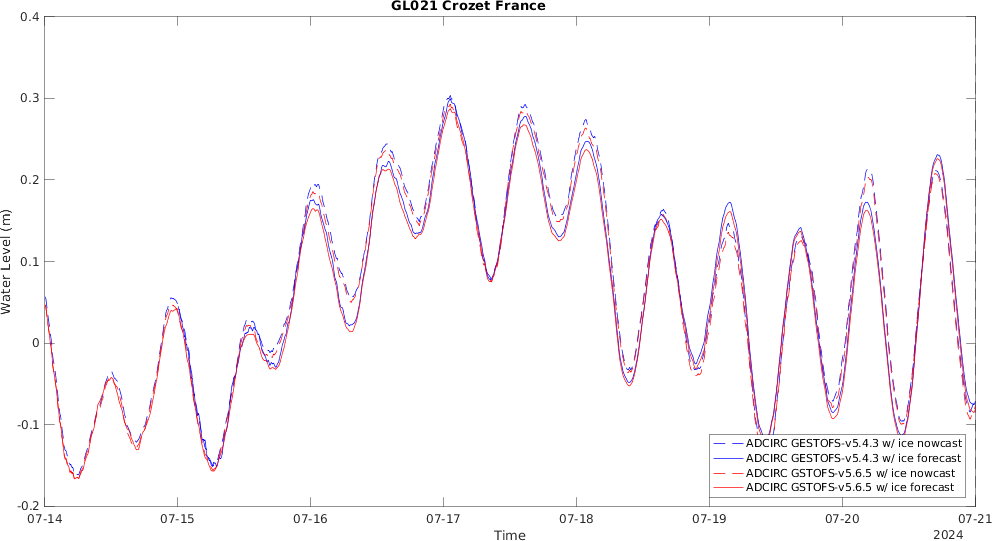 GL021 Crozet France
Water Level (m)
0.4
0.3
0.2
0.1
0
-0.1
-0.2
07-14 07-15 07-16 07-17 07-18 07-19 07-20 07-21
Time
2024
ADCIRC GESTOFS-v5.4.3 w/ ice nowcast
ADCIRC GESTOFS-v5.4.3 w/ ice forecast
ADCIRC GSTOFS-v5.6.5 w/ ice nowcast
ADCIRC GSTOFS-v5.6.5 w/ ice forecast